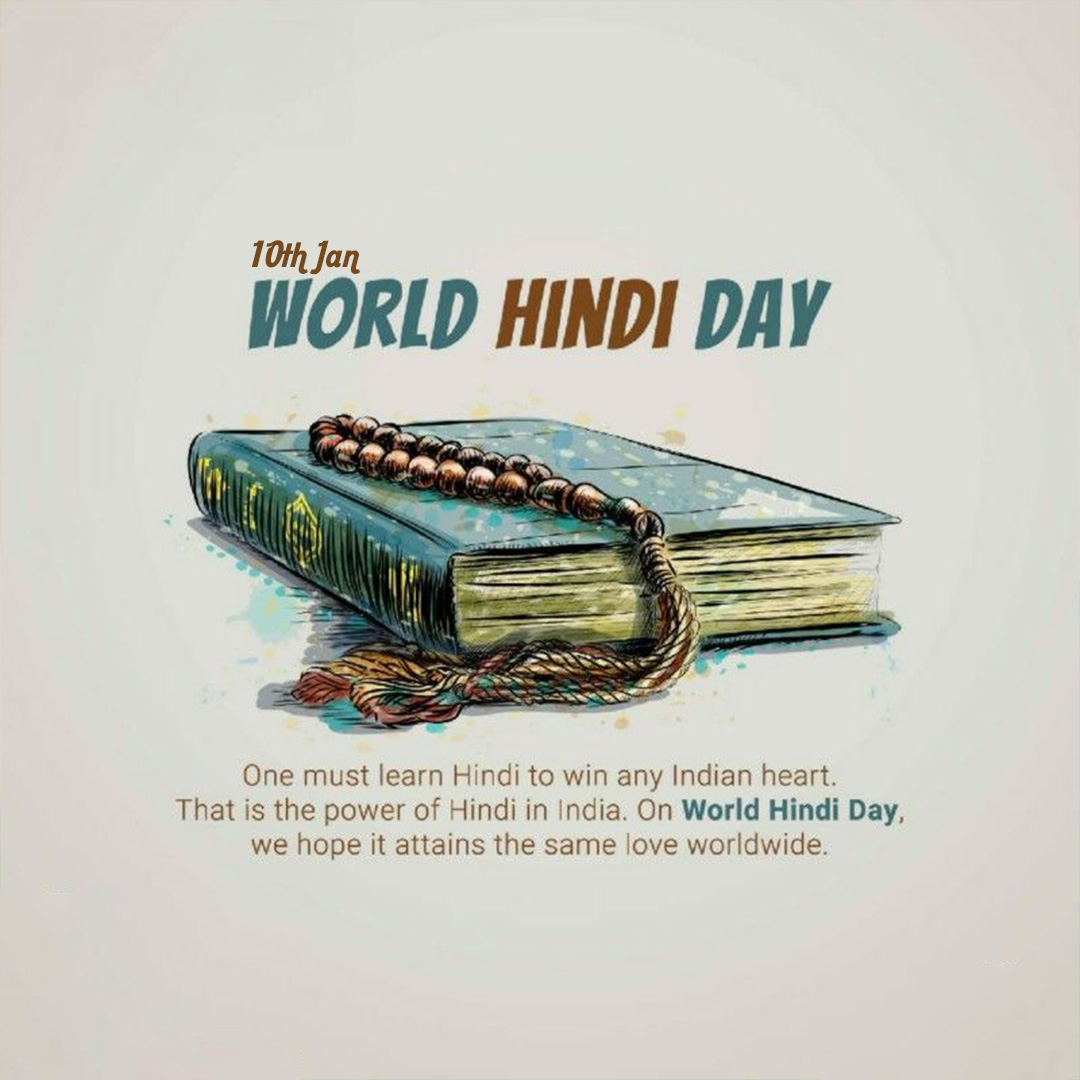 10th Jan
WORLD HINDI DAY
One must learn Hindi to win any Indian heart.
That is the power of Hindi in India. On World Hindi Day,
we hope it attains the same love worldwide.